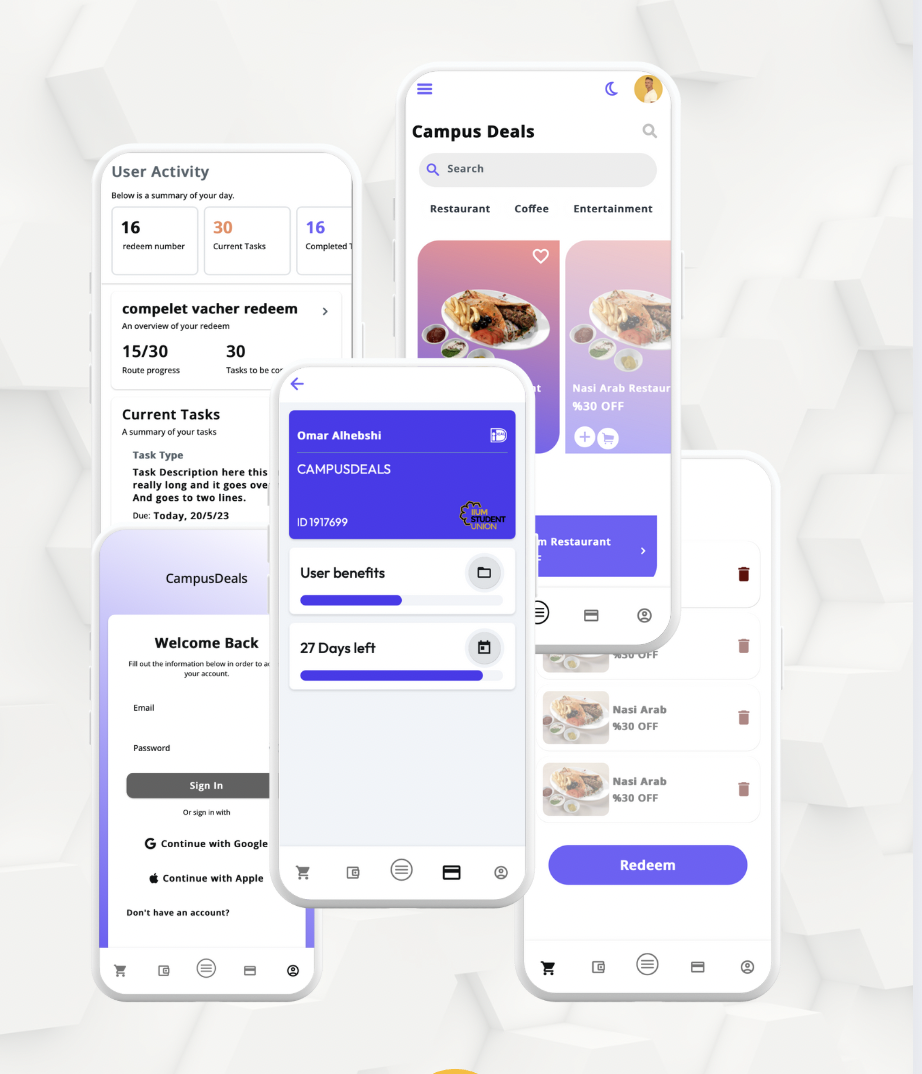 User Activity
Below is a summary of your day.
16
redeem number
30
Current Tasks
16
Completed
compelet vacher redeem
An overview of your redeem
15/30
Route progress
30
Tasks to be
Current Tasks
A summary of your tasks
Task Type
Task Description here this
really long and it goes
And goes to two lines.
Due: Today, 20/5/23
Campus Deals
Search
Restaurant Coffee Entertainment
Nasi Arab Restaur
%30 OFF
Restaurant
Omar Alhebshi
CAMPUSDEALS
ID 1917699
IIUM
STUDENT
UNION
User benefits
27 Days left
CampusDeals
Welcome Back
Fill out the information below in order to
your account.
Email
Password
Sign In
Or sign in with
G Continue with Google
Continue with Apple
Don't have an account?
%30 OFF
Nasi Arab
%30 OFF
Nasi Arab
%30 OFF
Redeem